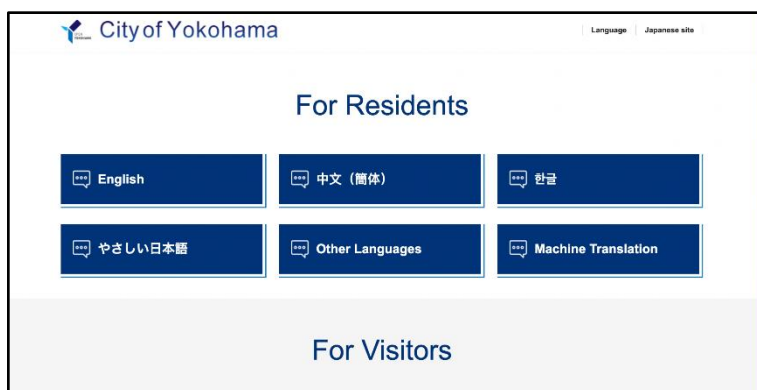 City of Yokohama
Language
Japanese site
For Residents
English
中文（簡体）
한글
やさしい日本語
Other Languages
Machine Translation
For Visitors